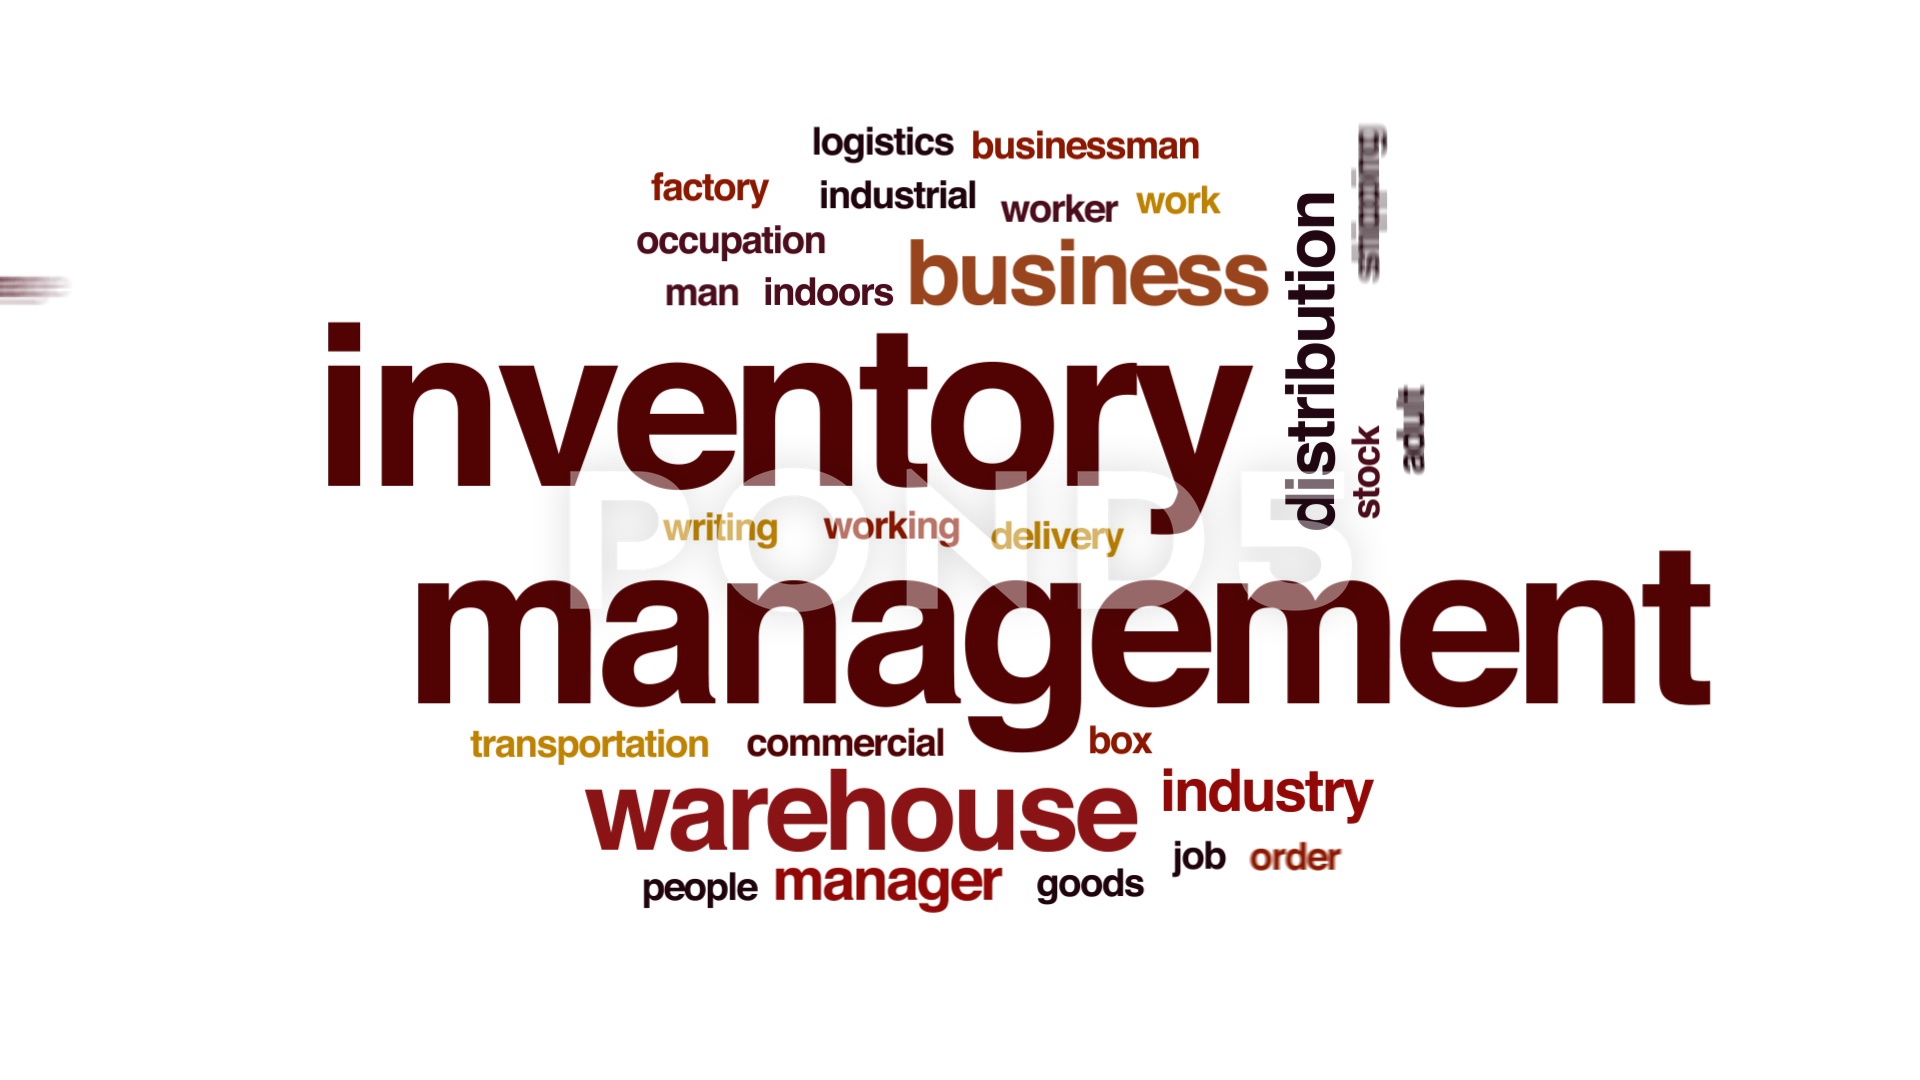 logistics businessman
factory industrial worker work
occupation
man indoors business
distribution
shipping
inventory
stock
adult
writing working delivery
POND5
management
transportation commercial box
warehouse industry
job order
people manager goods